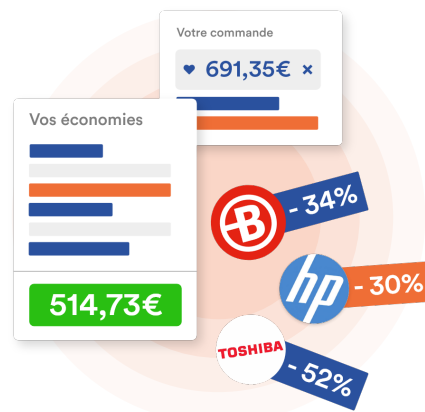 Votre commande
691,35€
Vos économies
514,73€
B
- 34%
hp
- 30%
TOSHIBA
- 52%